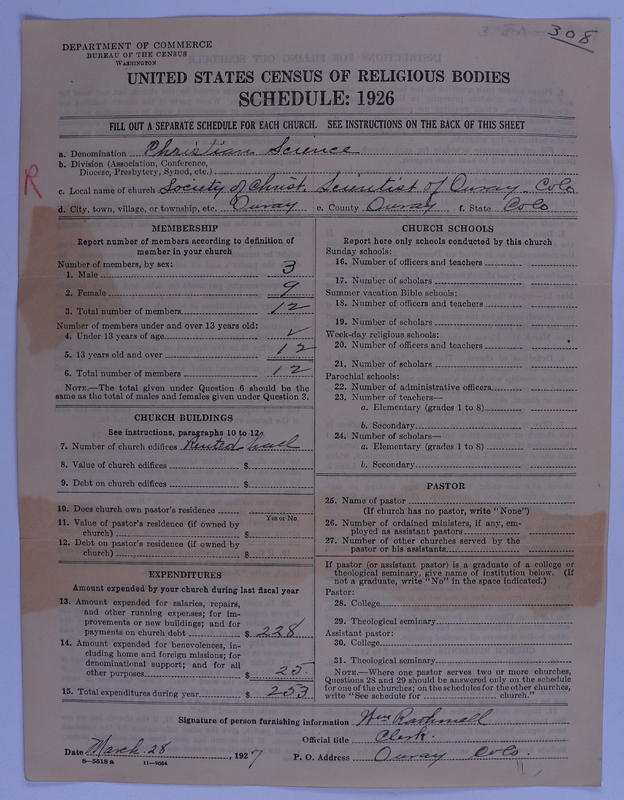 308
DEPARTMENT OF COMMERCE
BUREAU OF THE CENSUS
WASHINGTON
UNITED STATES CENSUS OF RELIGIOUS BODIES
SCHEDULE: 1926
FILL OUT A SEPARATE SCHEDULE FOR EACH CHURCH. SEE INSTRUCTIONS ON THE BACK OF THIS SHEET
a. Denomination Christian Science
b. Division (Association, Conference,
Diocese, Presbytery, Synod, etc.)
R
c. Local name of church Society of Christ Scientist of Ouray Colo
d. City, town, village, or township, etc. Ouray e. County Ouray f. State Colo
MEMBERSHIP
Report number of members according to definition of
member in your church
Number of members, by sex:
1. Male 3
2. Female 9
3. Total number of members 12
Number of members under and over 13 years old:
4. Under 13 years of age ✓
5. 13 years old and over 12
6. Total number of members 12
NOTE.—The total given under Question 6 should be
same as the total of males and females given under Question 3.
CHURCH BUILDINGS
See instructions, paragraphs 10 to 12
7. Number of church edifices Rented hall
8. Value of church edifices $
9. Debt on church edifices $
10. Does church own pastor's residence
Yes or No
11. Value of pastor's residence (if owned by
church) $
12. Debt on pastor's residence (if owned by
church) $
EXPENDITURES
Amount expended by your church during last fiscal year
13. Amount expended for salaries, repairs,
and other running expenses; for im-
provements or new buildings; and for
payments on church debt $ 228
14. Amount expended for benevolences, in-
cluding home and foreign missions; for
denominational support; and for all
other purposes $ 25
15. Total expenditures during year $ 253
CHURCH SCHOOLS
Report here only schools conducted by this church
Sunday schools:
16. Number of officers and teachers
17. Number of scholars
Summer vacation Bible schools:
18. Number of officers and teachers
19. Number of scholars
Week-day religious schools:
20. Number of officers and teachers
21. Number of scholars
Parochial schools:
22. Number of administrative officers
23. Number of teachers—
a. Elementary (grades 1 to 8)
b. Secondary
24. Number of scholars—
a. Elementary (grades 1 to 8)
b. Secondary
PASTOR
25. Name of pastor
(If church has no pastor, write "None")
26. Number of ordained ministers, if any, em-
ployed as assistant pastors
27. Number of other churches served by the
pastor or his assistants
If pastor (or assistant pastor) is a graduate of a college or
theological seminary, give name of institution below. (If
not a graduate, write "No" in the space indicated.)
Pastor:
28. College
29. Theological seminary
Assistant pastor:
30. College
31. Theological seminary
NOTE.—Where one pastor serves two or more churches,
Questions 28 and 29 should be answered only on the schedule
for one of the churches; on the schedules for the other churches,
write "See schedule for church."
Signature of person furnishing information Wm Rathmell
Official title Clerk.
Date March 28, 1927 P. O. Address Ouray Colo.
8—5518 a 11—9064